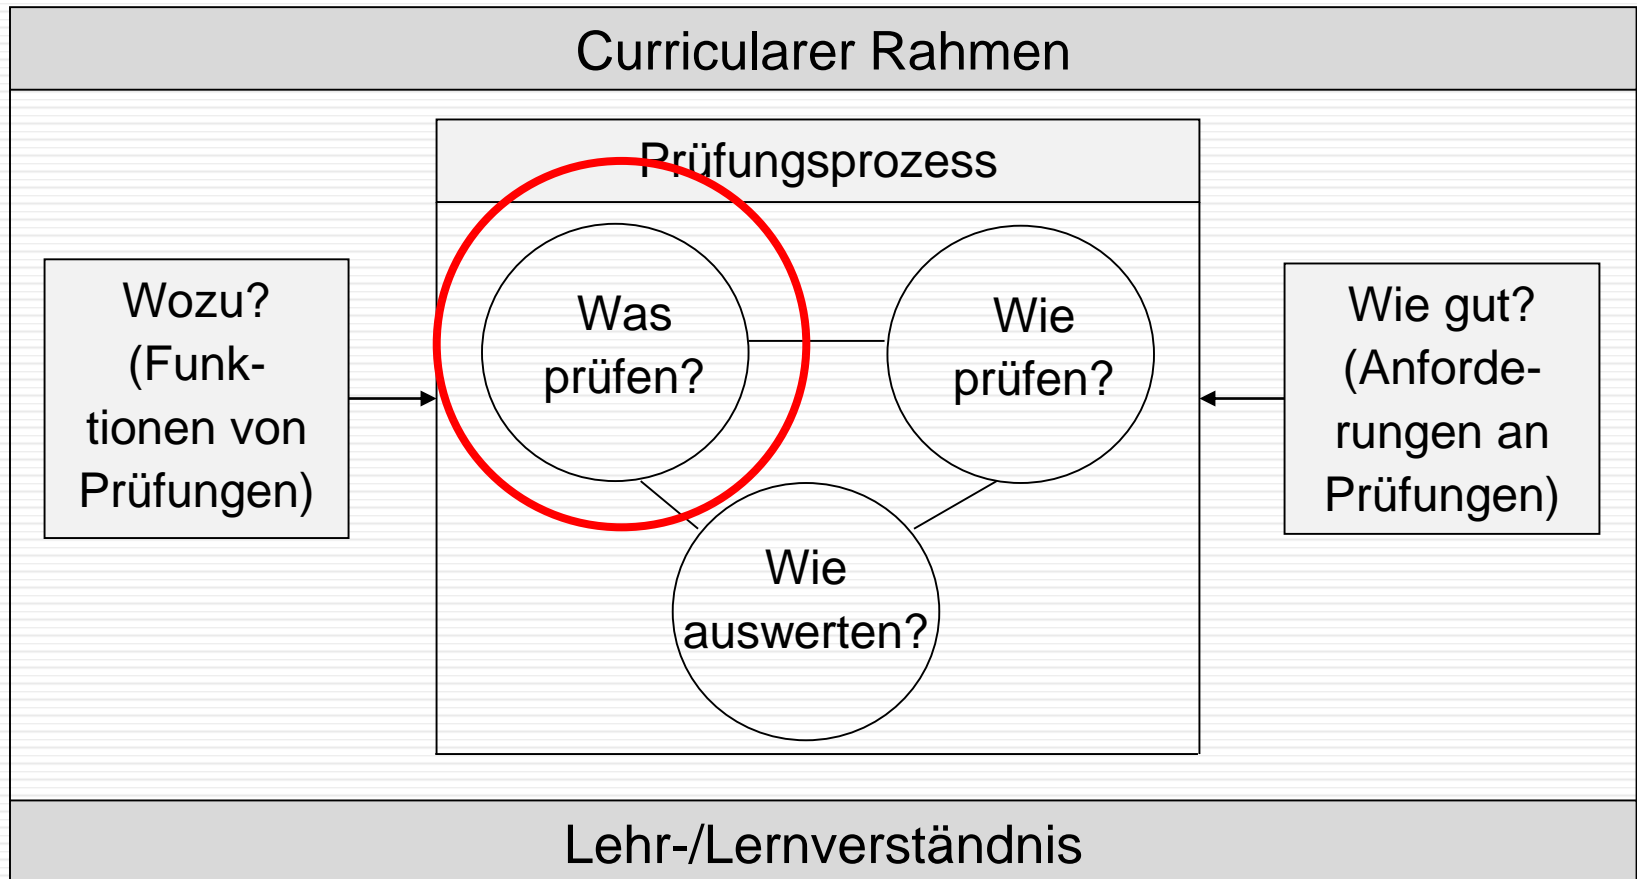 Curricularer Rahmen
Prüfungsprozess
Wozu?
(Funk-
tionen von
Prüfungen)
Was
prüfen?
Wie
prüfen?
Wie
auswerten?
Wie gut?
(Anforde-
rungen an
Prüfungen)
Lehr-/Lernverständnis